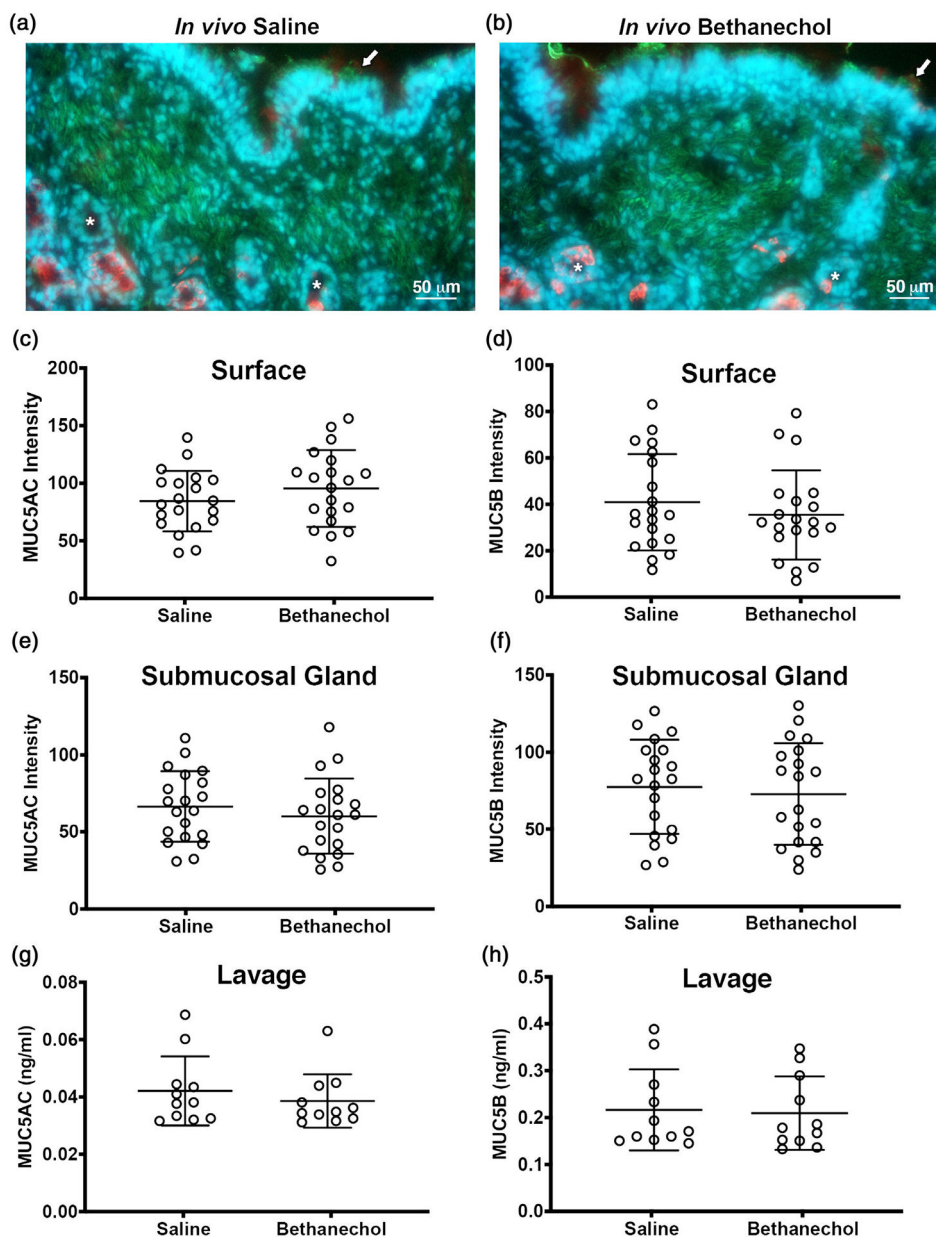 (a) In vivo Saline
(b) In vivo Bethanechol
*
*
50 μm
*
*
50 μm
(c)
Surface
MUC5AC Intensity
200
150
100
50
0
Saline Bethanechol
(d)
Surface
MUC5B Intensity
100
80
60
40
20
0
Saline Bethanechol
(e)
Submucosal Gland
MUC5AC Intensity
150
100
50
0
Saline Bethanechol
(f)
Submucosal Gland
MUC5B Intensity
150
100
50
0
Saline Bethanechol
(g)
Lavage
MUC5AC (ng/ml)
0.08
0.06
0.04
0.02
0.00
Saline Bethanechol
(h)
Lavage
MUC5B (ng/ml)
0.5
0.4
0.3
0.2
0.1
0.0
Saline Bethanechol